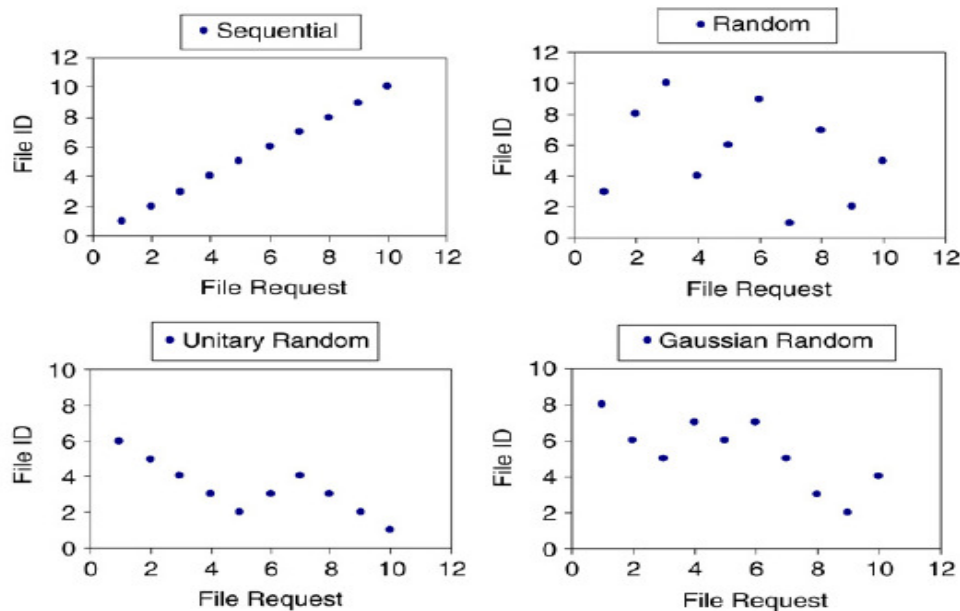 Sequential
12
10
8
6
4
2
0
File ID
0 2 4 6 8 10 12
File Request
Random
12
10
8
6
4
2
0
File ID
0 2 4 6 8 10 12
File Request
Unitary Random
10
8
6
4
2
0
File ID
0 2 4 6 8 10 12
File Request
Gaussian Random
10
8
6
4
2
0
File ID
0 2 4 6 8 10 12
File Request